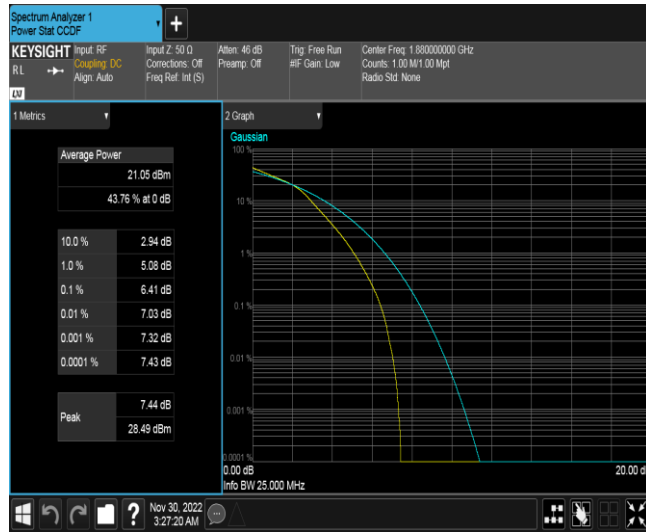 Spectrum Analyzer 1
Power Stat CCDF
+
KEYSIGHT
RL
LXI
Input: RF
Coupling: DC
Align: Auto
Input Z: 50 Ω
Corrections: Off
Freq Ref: Int (S)
Atten: 46 dB
Preamp: Off
Trig: Free Run
#IF Gain: Low
Center Freq: 1.880000000 GHz
Counts: 1.00 M/1.00 Mpt
Radio Std: None
1 Metrics
Average Power
21.05 dBm
43.76 % at 0 dB
10.0 % 2.94 dB
1.0 % 5.08 dB
0.1 % 6.41 dB
0.01 % 7.03 dB
0.001 % 7.32 dB
0.0001 % 7.43 dB
Peak
7.44 dB
28.49 dBm
2 Graph
Gaussian
100 %
10 %
1 %
0.1 %
0.01 %
0.001 %
0.0001 %
0.00 dB
20.00 d
Info BW 25.000 MHz
?
Nov 30, 2022
3:27:20 AM